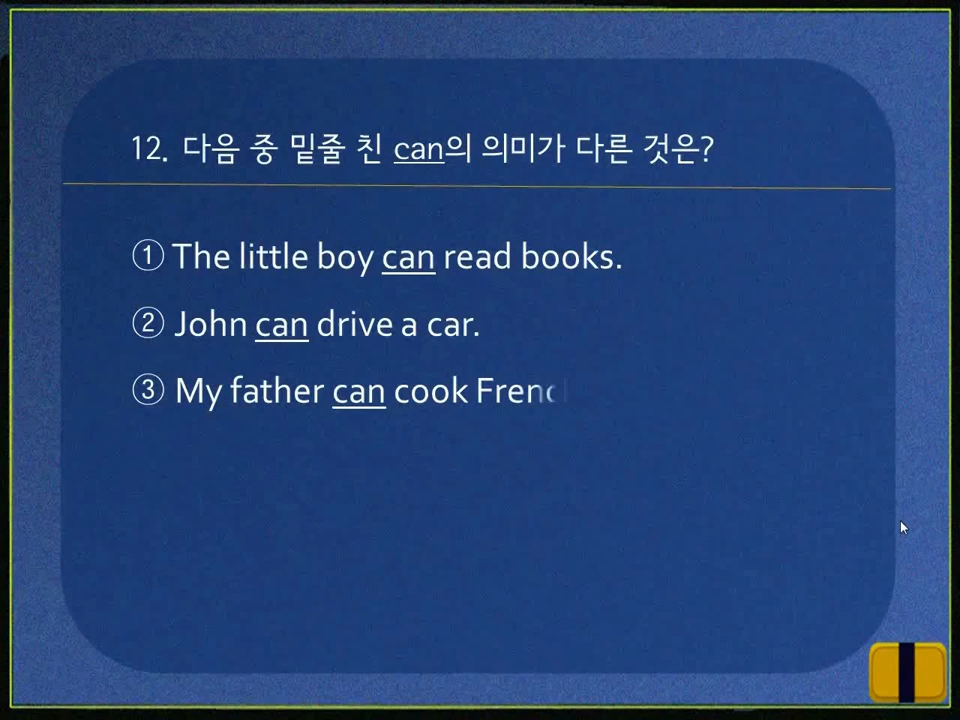 12. 다음 중 밑줄 친 can의 의미가 다른 것은?
① The little boy can read books.
② John can drive a car.
③ My father can cook